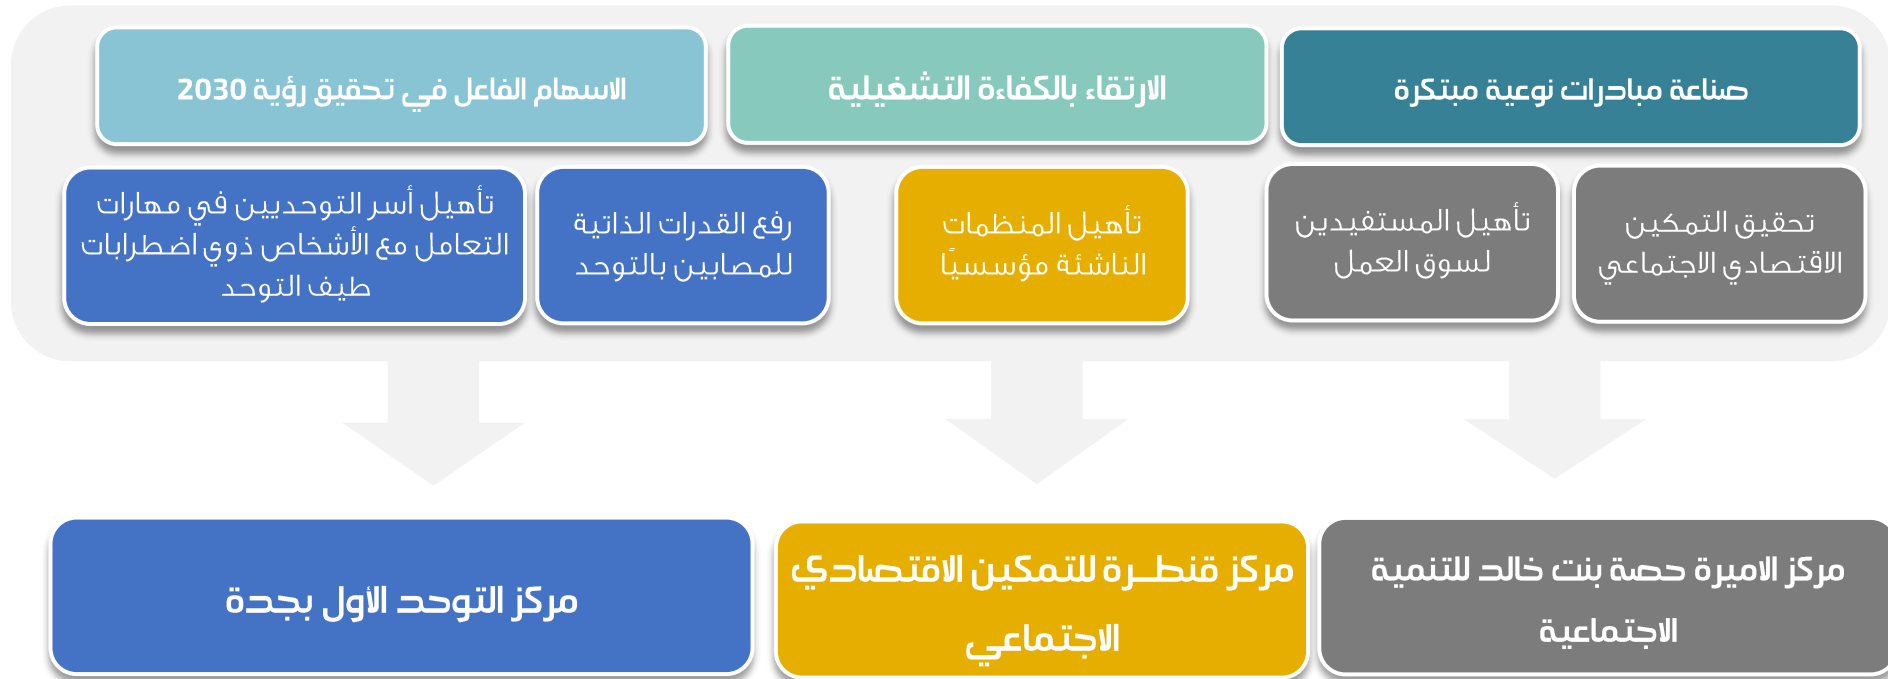 صناعة مبادرات نوعية مبتكرة
الارتقاء بالكفاءة التشغيلية
الاسهام الفاعل في تحقيق رؤية 2030
تحقيق التمكين
الاقتصادي الاجتماعي
تأهيل المستفيدين
لسوق العمل
تأهيل المنظمات
الناشئة مؤسسيًا
رفع القدرات الذاتية
للمصابين بالتوحد
تأهيل أسر التوحديين في مهارات
التعامل مع الأشخاص ذوي اضطرابات
طيف التوحد
مركز الاميرة حصة بنت خالد للتنمية
الاجتماعية
مركز قنطــرة للتمكين الاقتصادي
الاجتماعي
مركز التوحد الأول بجدة